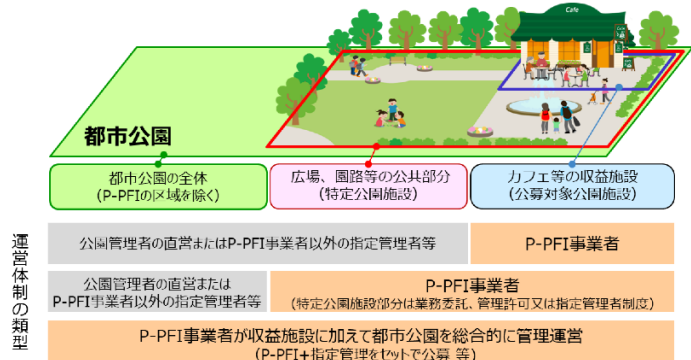 Cafe
都市公園
都市公園の全体
(P-PFIの区域を除く)
広場、園路等の公共部分
(特定公園施設)
カフェ等の収益施設
(公募対象公園施設)
運営体制の類型
公園管理者の直営またはP-PFI事業者以外の指定管理者等
P-PFI事業者
公園管理者の直営または
P-PFI事業者以外の指定管理者等
P-PFI事業者
(特定公園施設部分は業務委託、管理許可又は指定管理者制度)
P-PFI事業者が収益施設に加えて都市公園を総合的に管理運営
(P-PFI+指定管理をセットで公募 等)